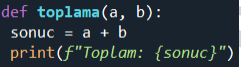 def toplama(a, b):
 sonuc = a + b
 print(f"Toplam: {sonuc}")